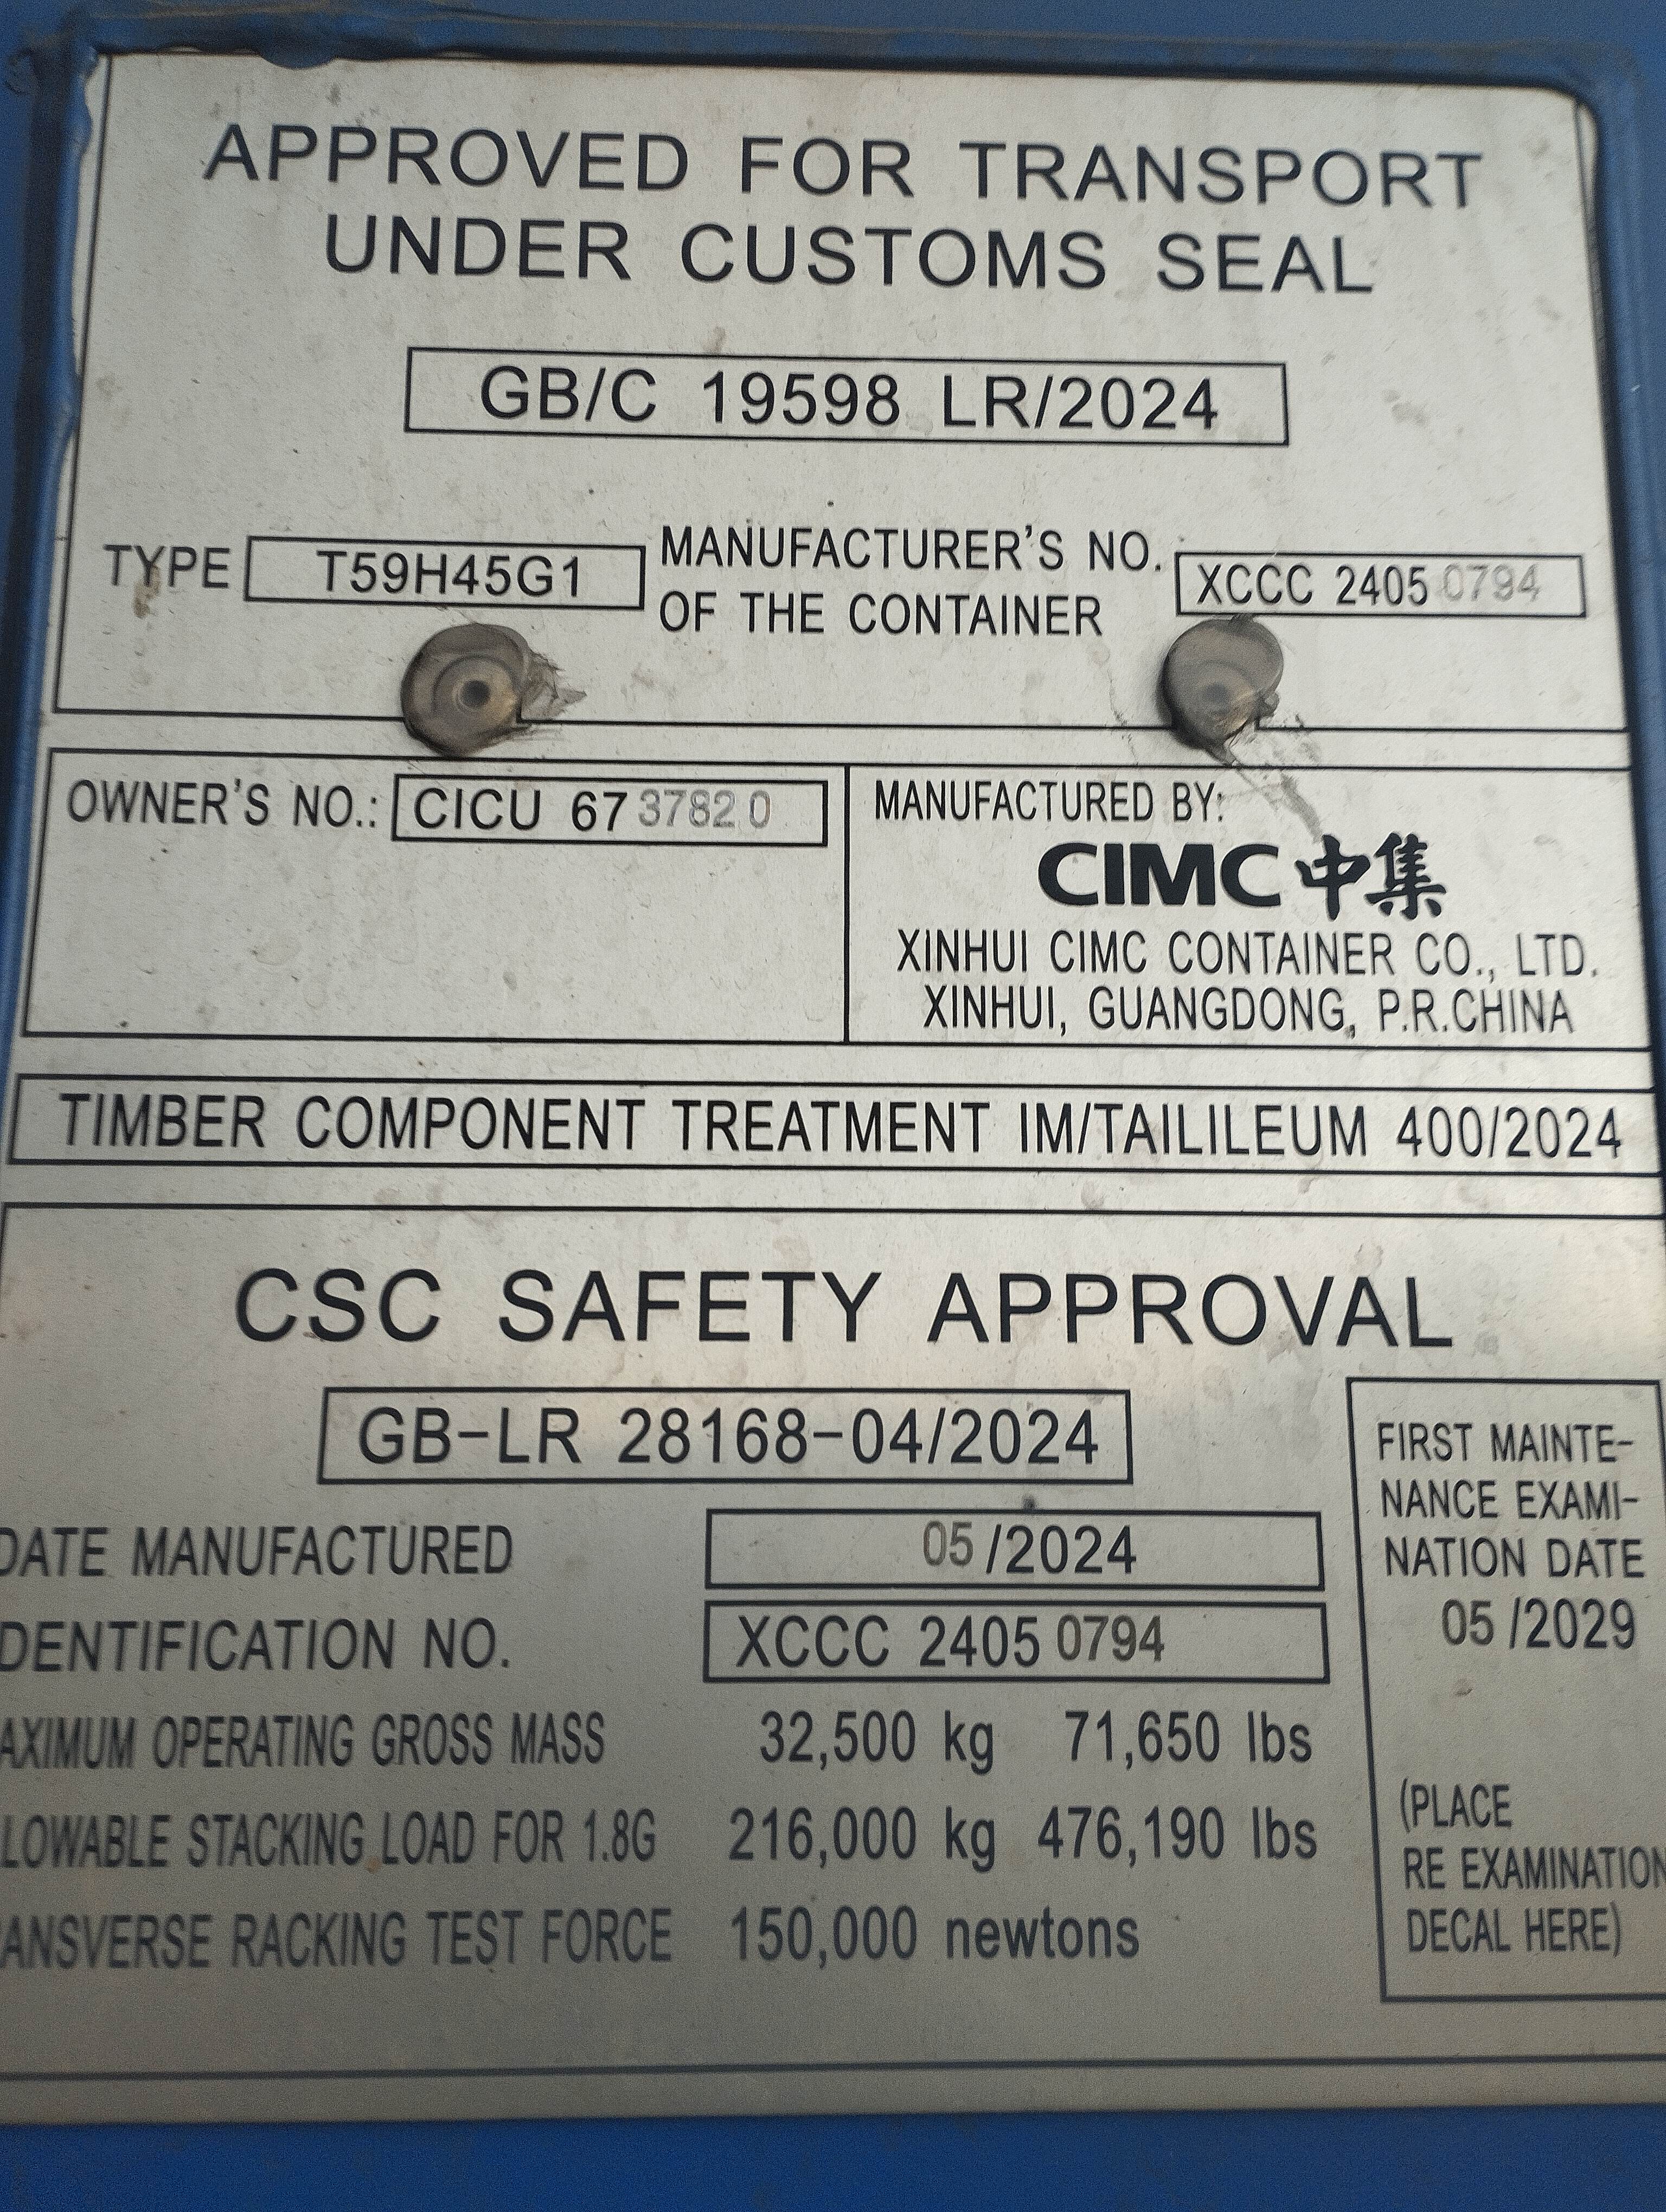 APPROVED FOR TRANSPORT
UNDER CUSTOMS SEAL
GB/C 19598 LR/2024
TYPE T59H45G1 MANUFACTURER'S NO. OF THE CONTAINER XCCC 2405 0794
OWNER'S NO.: CICU 67 3782 0
MANUFACTURED BY:
CIMC 中集
XINHUI CIMC CONTAINER CO., LTD.
XINHUI, GUANGDONG, P.R.CHINA
TIMBER COMPONENT TREATMENT IM/TAILILEUM 400/2024
CSC SAFETY APPROVAL
GB-LR 28168-04/2024
DATE MANUFACTURED 05 /2024
DENTIFICATION NO. XCCC 2405 0794
AXIMUM OPERATING GROSS MASS 32,500 kg 71,650 lbs
LOWABLE STACKING LOAD FOR 1.8G 216,000 kg 476,190 lbs
ANSVERSE RACKING TEST FORCE 150,000 newtons
FIRST MAINTE-
NANCE EXAMI-
NATION DATE
05 /2029
(PLACE
RE EXAMINATION
DECAL HERE)